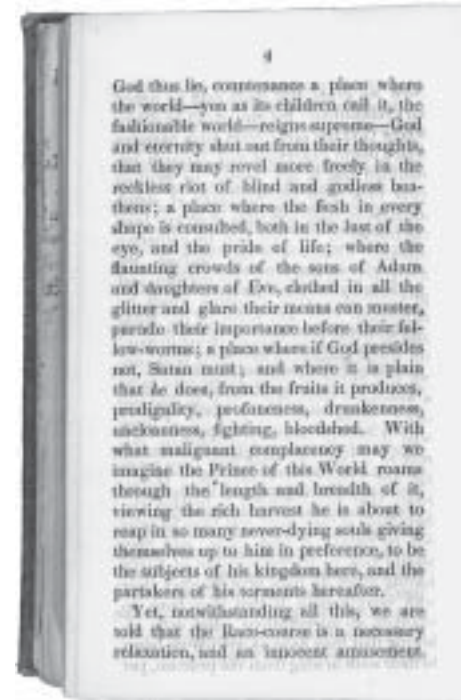 4
God thus lie, countenance a place where
the world—you as its children call it, the
fashionable world—reigns supreme—God
and eternity shut out from their thoughts,
that they may revel more freely in the
reckless riot of blind and godless hea-
thens; a place where the flesh in every
shape is consulted, both in the lust of the
eye, and the pride of life; where the
flaunting crowds of the sons of Adam
and daughters of Eve, clothed in all the
glitter and glare their means can muster,
parade their importance before their fel-
low-worms; a place where if God presides
not, Satan must; and where it is plain
that he does, from the fruits it produces,
prodigality, profaneness, drunkenness,
uncleanness, fighting, bloodshed. With
what malignant complacency may we
imagine the Prince of this World roams
through the length and breadth of it,
viewing the rich harvest he is about to
reap in so many never-dying souls giving
themselves up to him in preference, to be
the subjects of his kingdom here, and the
partakers of his torments hereafter.
Yet, notwithstanding all this, we are
told that the Race-course is a necessary
relaxation, and an innocent amusement.